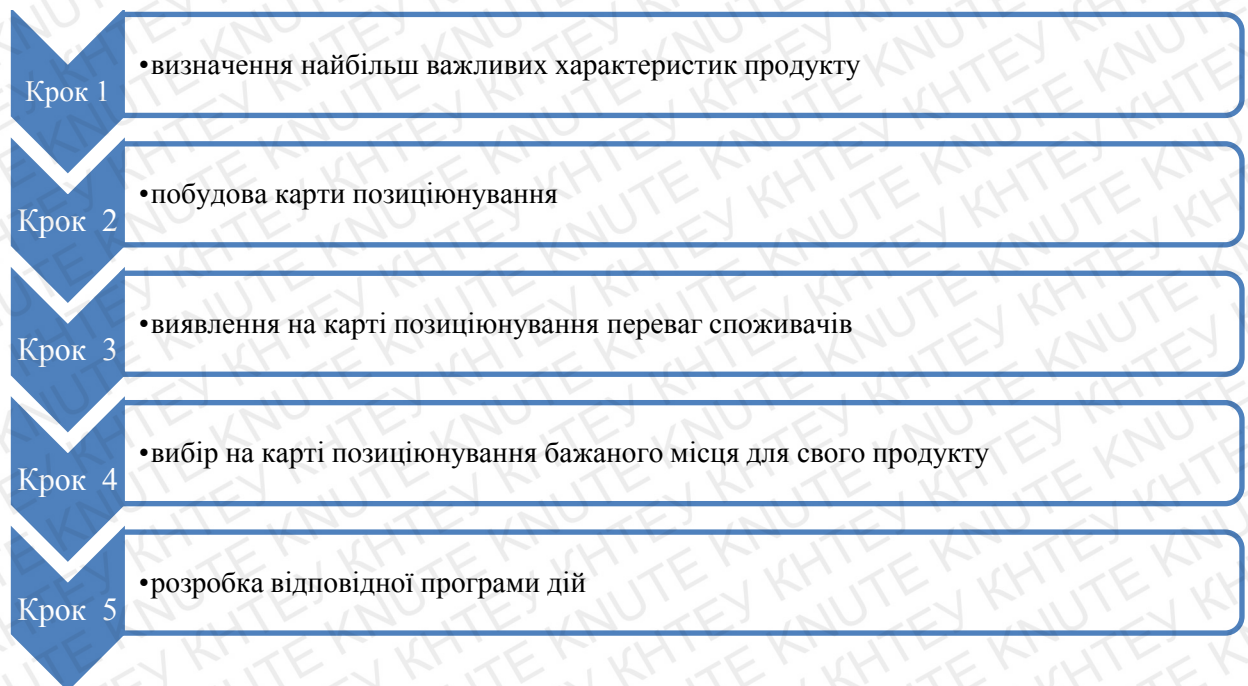 Крок 1
•визначення найбільш важливих характеристик продукту
Крок 2
•побудова карти позиціонування
Крок 3
•виявлення на карті позиціонування переваг споживачів
Крок 4
•вибір на карті позиціонування бажаного місця для свого продукту
Крок 5
•розробка відповідної програми дій